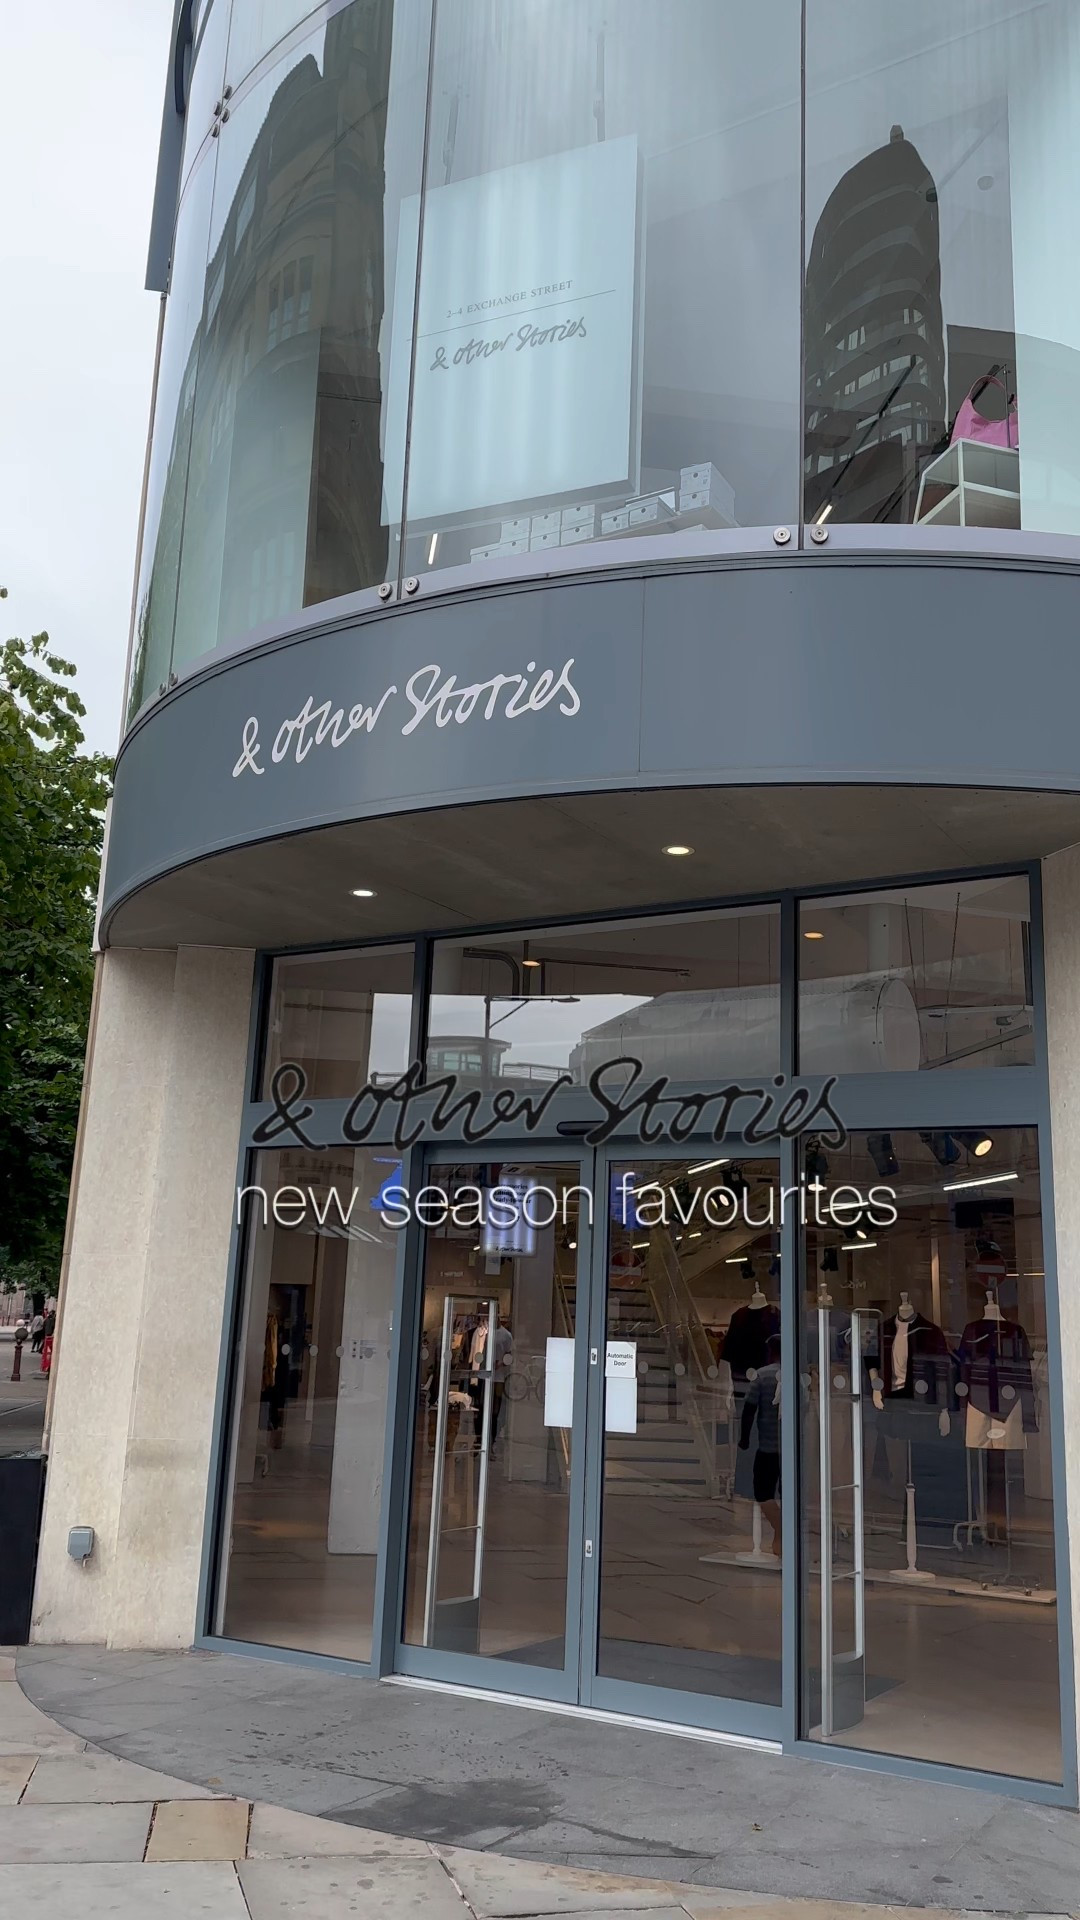 2-4 EXCHANGE STREET
& other Stories
& other Stories
& other Stories
new season favourites
Automatic
Door